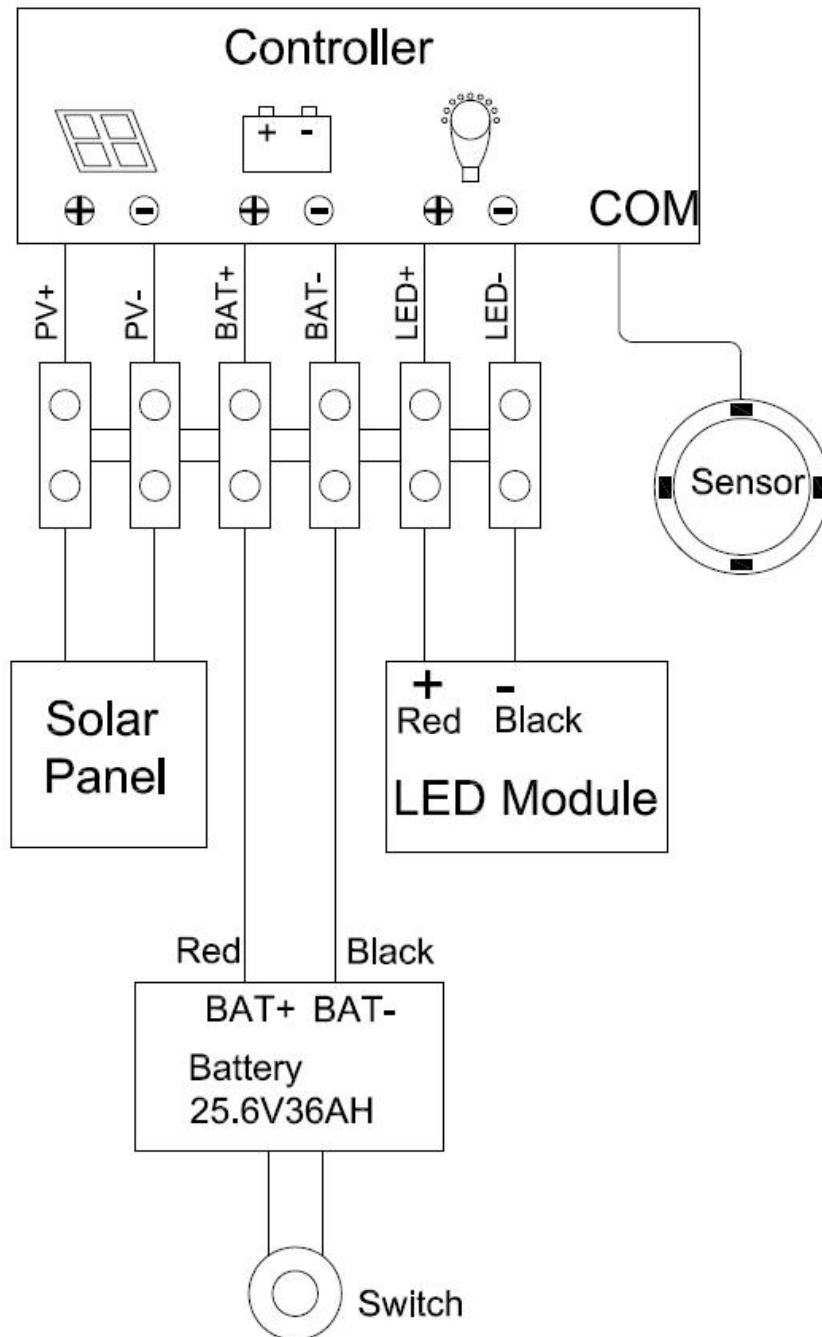 Controller
+ -
+ - + - + - COM
PV+ PV- BAT+ BAT- LED+ LED-
Sensor
+ -
Red Black
Solar
Panel
LED Module
Red Black
BAT+ BAT-
Battery
25.6V36AH
Switch